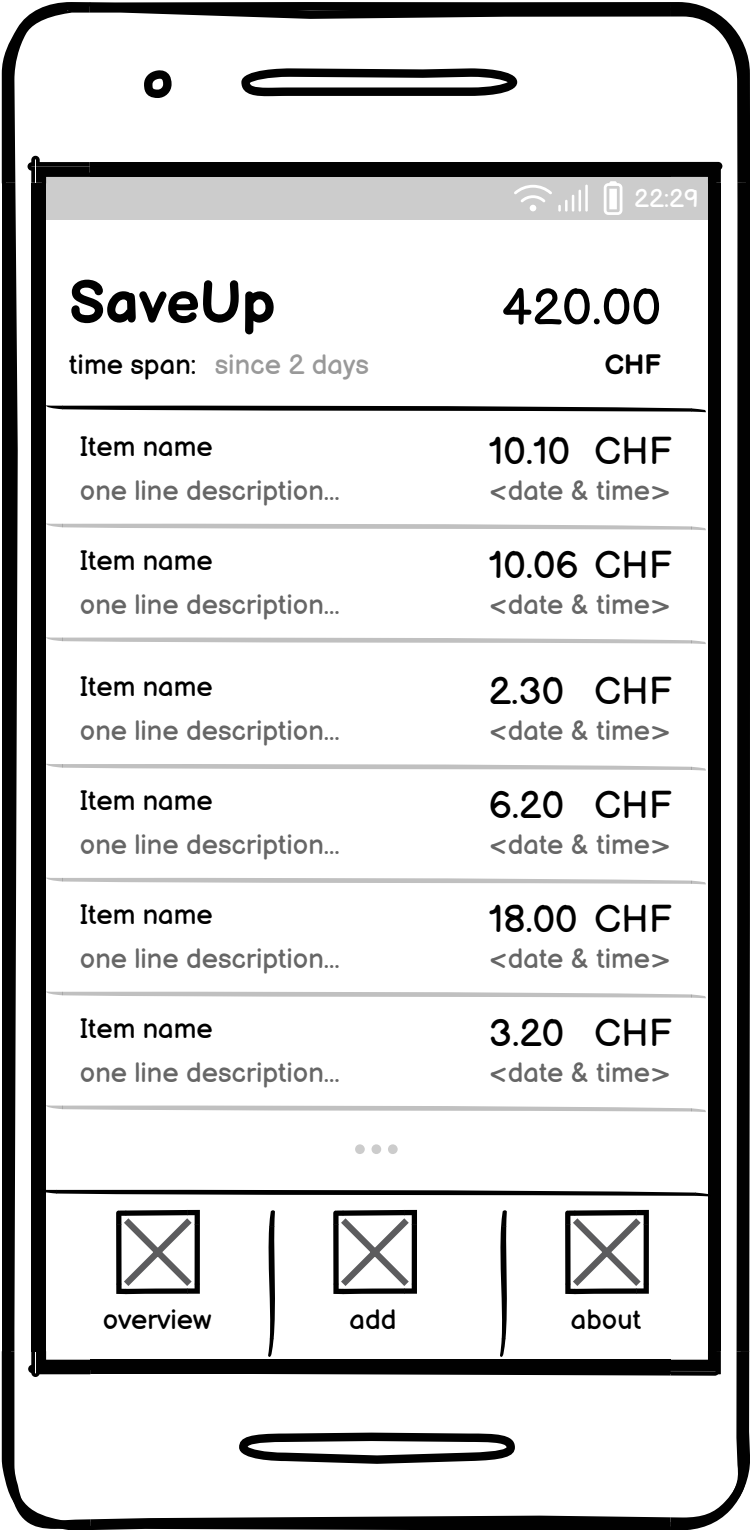 22:29
SaveUp 420.00
time span: since 2 days CHF
Item name 10.10 CHF
one line description... <date & time>
Item name 10.06 CHF
one line description... <date & time>
Item name 2.30 CHF
one line description... <date & time>
Item name 6.20 CHF
one line description... <date & time>
Item name 18.00 CHF
one line description... <date & time>
Item name 3.20 CHF
one line description... <date & time>
...
overview add about